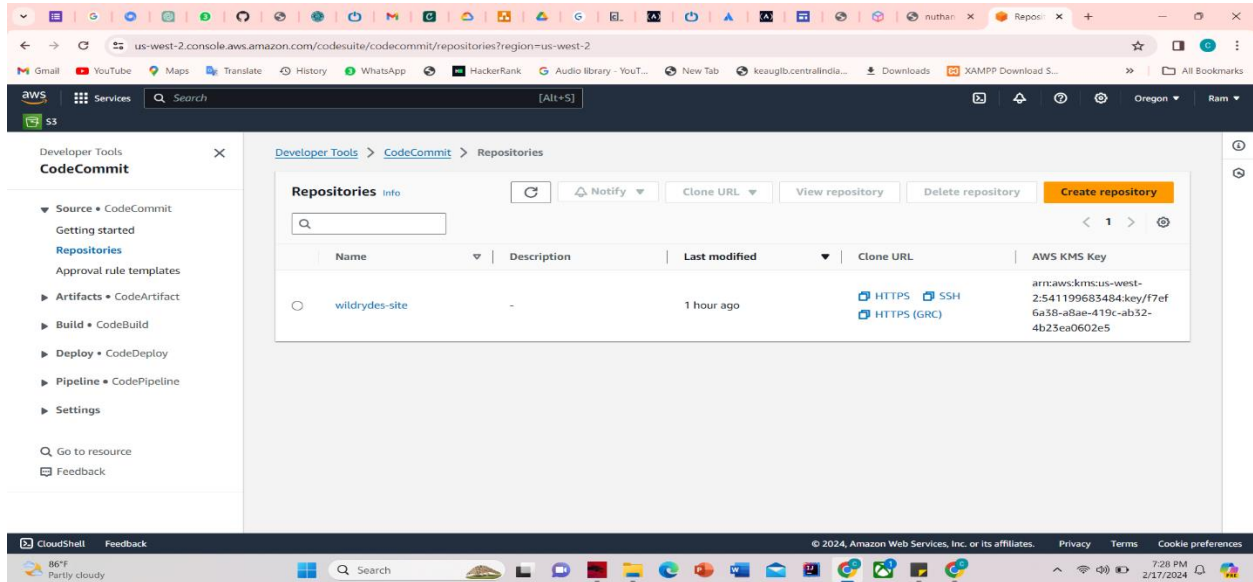 nuthan
Reposit
us-west-2.console.aws.amazon.com/codesuite/codecommit/repositories?region=us-west-2
Gmail YouTube Maps Translate History WhatsApp HackerRank Audio library - YouT... New Tab keauglb.centralindia... Downloads XAMPP Download S... » All Bookmarks
aws Services Search [Alt+S] Oregon Ram
S3
Developer Tools
CodeCommit
Source • CodeCommit
Getting started
Repositories
Approval rule templates
Artifacts • CodeArtifact
Build • CodeBuild
Deploy • CodeDeploy
Pipeline • CodePipeline
Settings
Go to resource
Feedback
Developer Tools > CodeCommit > Repositories
Repositories Info Notify Clone URL View repository Delete repository Create repository
< 1 >
Name Description Last modified Clone URL AWS KMS Key
wildrydes-site - 1 hour ago HTTPS SSH
HTTPS (GRC)
arn:aws:kms:us-west-
2:541199683484:key/f7ef
6a38-a8ae-419c-ab32-
4b23ea0602e5
CloudShell Feedback © 2024, Amazon Web Services, Inc. or its affiliates. Privacy Terms Cookie preferences
86°F
Partly cloudy
Search
7:28 PM
2/17/2024